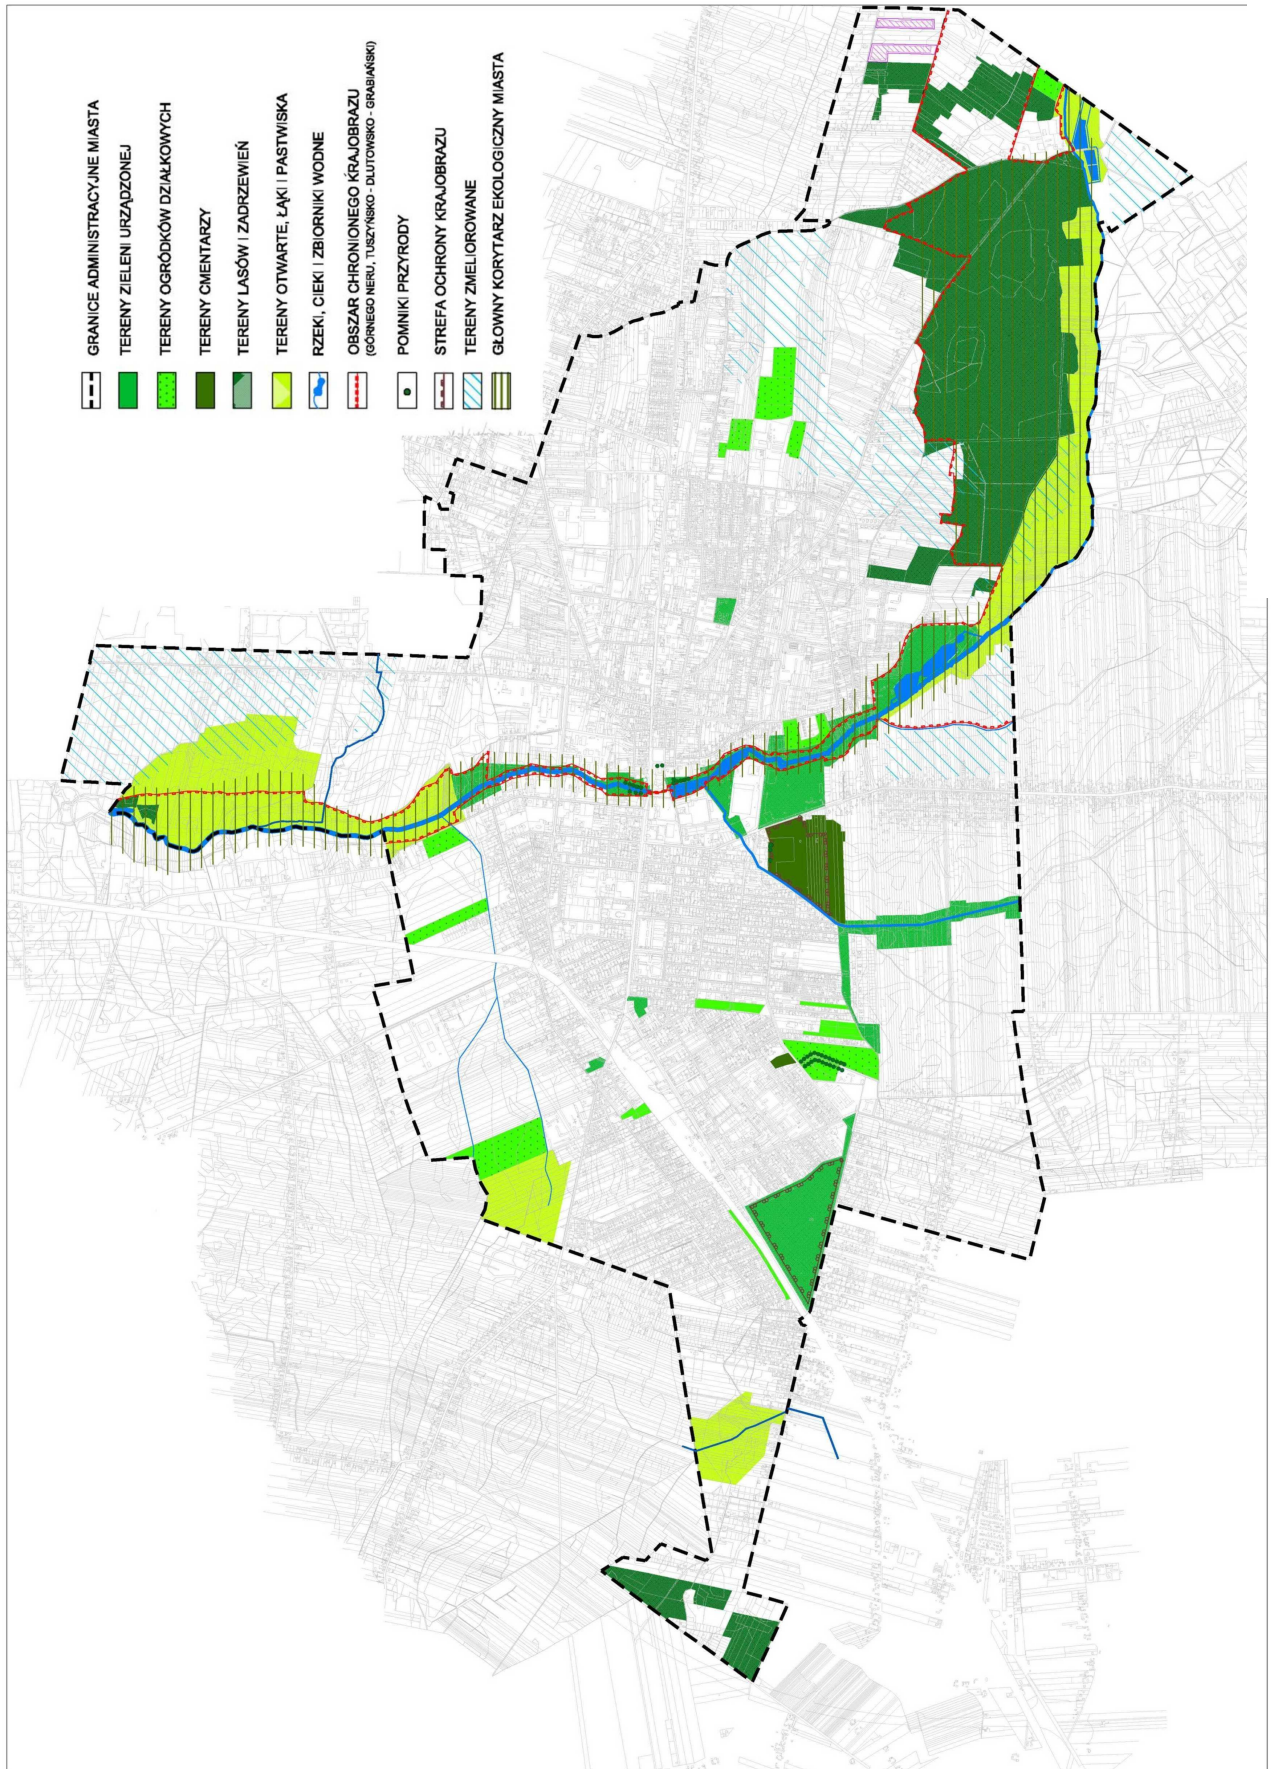 GRANICE ADMINISTRACYJNE MIASTA
TERENY ZIELENI URZĄDZONEJ
TERENY OGRÓDKÓW DZIAŁKOWYCH
TERENY CMENTARZY
TERENY LASÓW I ZADRZEWIEŃ
TERENY OTWARTE, ŁĄKI I PASTWISKA
RZEKI, CIEKI I ZBIORNIKI WODNE
OBSZAR CHRONIONEGO KRAJOBRAZU
(GÓRNEGO NERU, TUSZYŃSKO - DŁUTOWSKO - GRABIAŃSKI)
POMNIKI PRZYRODY
STREFA OCHRONY KRAJOBRAZU
TERENY ZMELIOROWANE
GŁOWNY KORYTARZ EKOLOGICZNY MIASTA